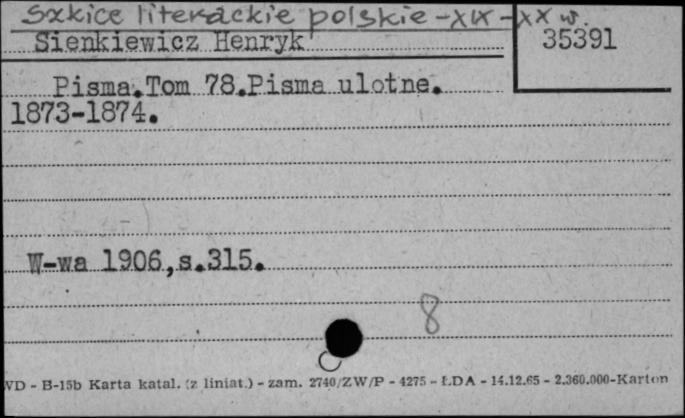 Szkice literackie polskie - XIX - XX w.
Sienkiewicz Henryk 35391
Pisma.Tom 78.Pisma ulotne.
1873-1874.
W-wa 1906,s.315.
8
WD - B-15b Karta katal. (z liniat.) - zam. 2740/ZW/P - 4275 - ŁDA - 14.12.65 - 2.360.000-Karton